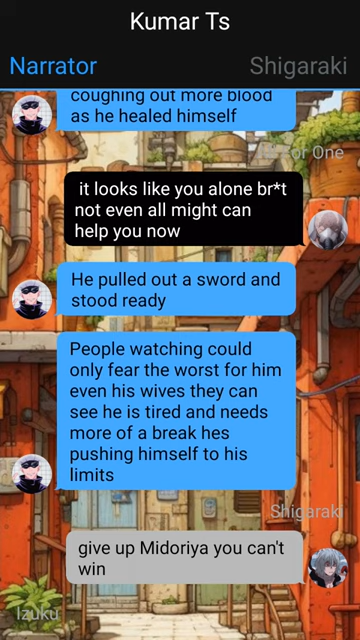 Kumar Ts
Narrator
Shigaraki
coughing out more blood
as he healed himself
or One
it looks like you alone br*t
not even all might can
help you now
He pulled out a sword and
stood ready
People watching could
only fear the worst for him
even his wives they can
see he is tired and needs
more of a break hes
pushing himself to his
limits
Shigaraki
give up Midoriya you can't
win
Izuku